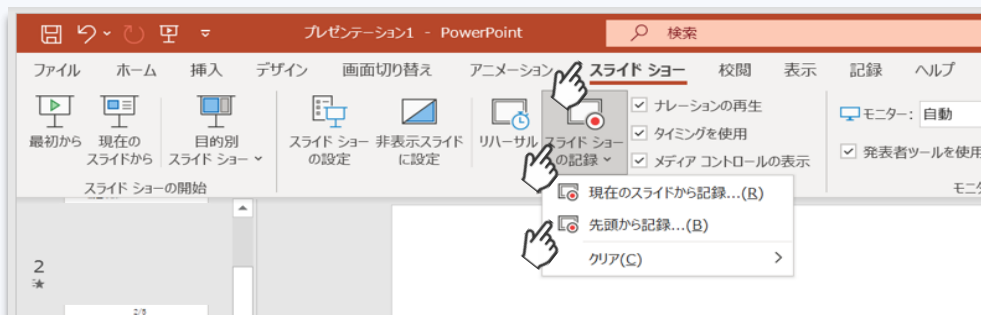 プレゼンテーション1 - PowerPoint
検索
ファイル ホーム 挿入 デザイン 画面切り替え アニメーション スライド ショー 校閲 表示 記録 ヘルプ
最初から
現在の
スライドから
目的別
スライド ショー
スライド ショー
の設定
非表示スライド
に設定
リハーサル
スライド ショー
の記録
ナレーションの再生
タイミングを使用
メディア コントロールの表示
モニター: 自動
発表者ツールを使用
スライド ショーの開始
現在のスライドから記録...(R)
先頭から記録...(B)
クリア(C)
2